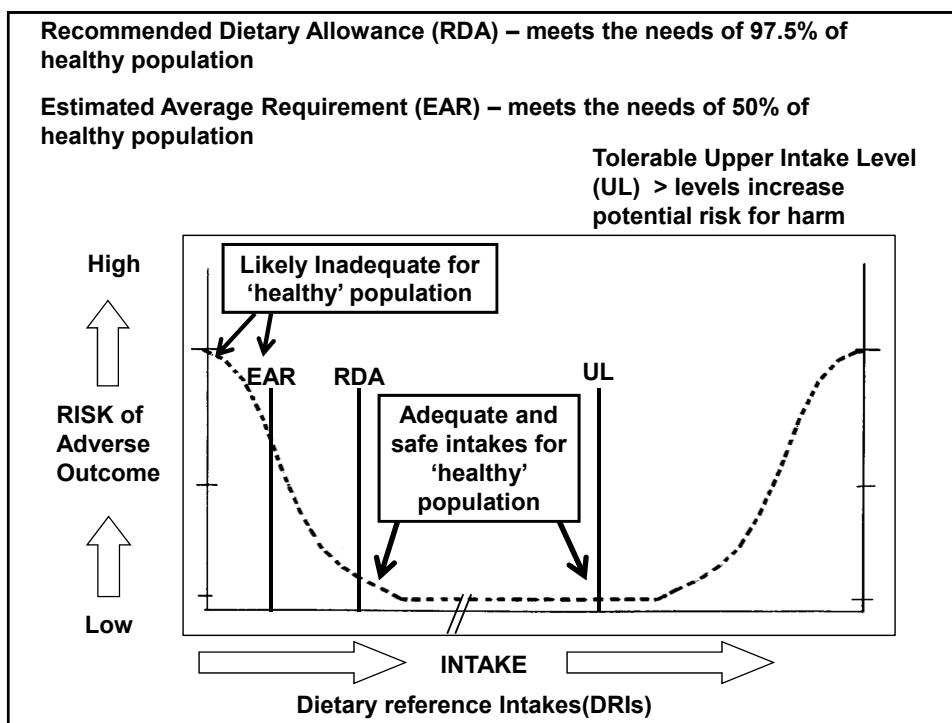 Recommended Dietary Allowance (RDA) – meets the needs of 97.5% of
healthy population
Estimated Average Requirement (EAR) – meets the needs of 50% of
healthy population
Tolerable Upper Intake Level
(UL) > levels increase
potential risk for harm
High
Likely Inadequate for
‘healthy’ population
EAR
RDA
UL
RISK of
Adverse
Outcome
Adequate and
safe intakes for
‘healthy’
population
Low
INTAKE
Dietary reference Intakes(DRIs)